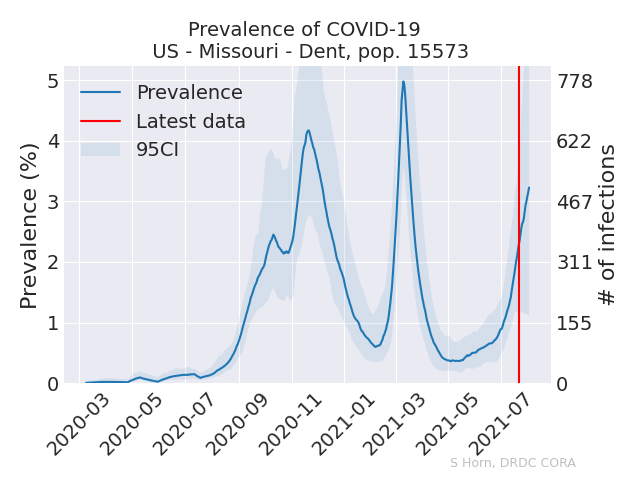 Prevalence of COVID-19
US - Missouri - Dent, pop. 15573
Prevalence (%)
5
4
3
2
1
0
Prevalence
Latest data
95CI
778
622
467
311
155
0
# of infections
2020-03
2020-05
2020-07
2020-09
2020-11
2021-01
2021-03
2021-05
2021-07
S Horn, DRDC CORA